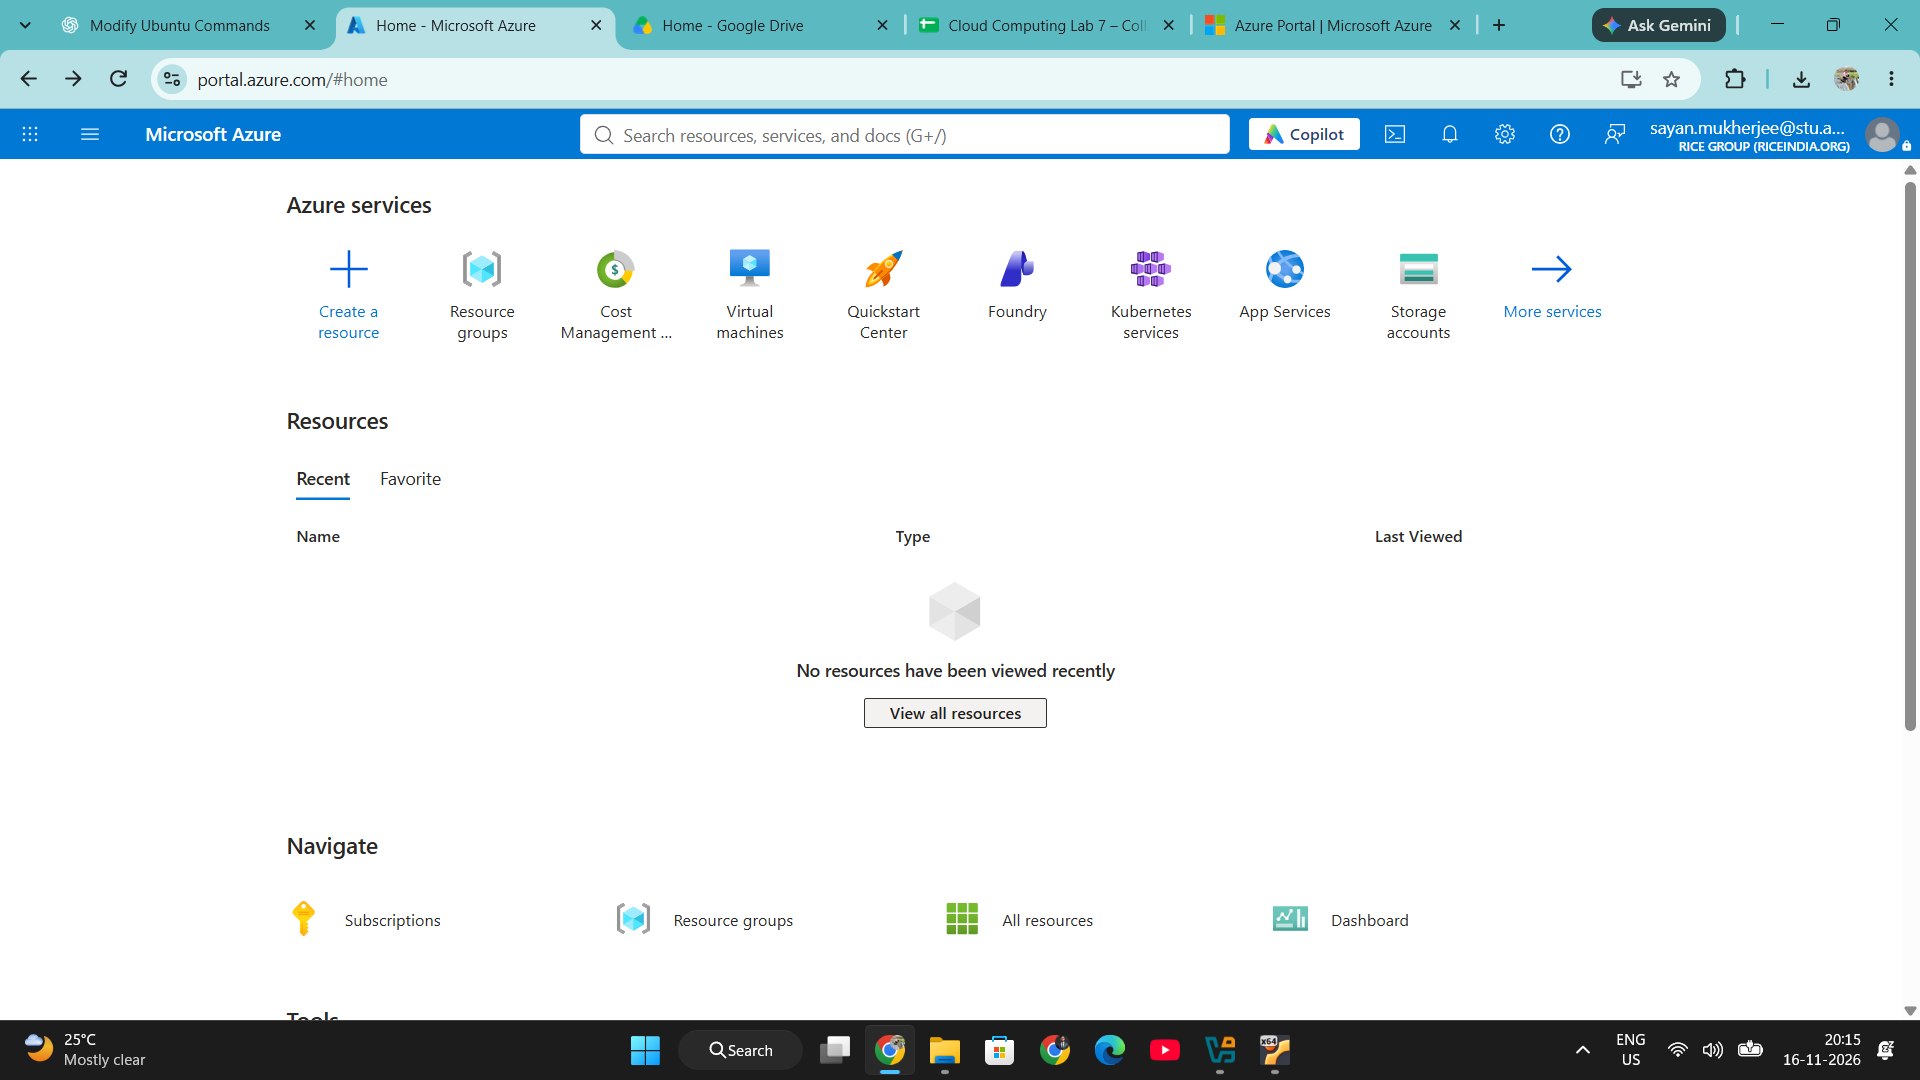 Modify Ubuntu Commands
Home - Microsoft Azure
Home - Google Drive
Cloud Computing Lab 7 – Coll
Azure Portal | Microsoft Azure
Ask Gemini
portal.azure.com/#home
Microsoft Azure
Search resources, services, and docs (G+/)
Copilot
sayan.mukherjee@stu.a...
RICE GROUP (RICEINDIA.ORG)
Azure services
Create a resource
Resource groups
Cost Management ...
Virtual machines
Quickstart Center
Foundry
Kubernetes services
App Services
Storage accounts
More services
Resources
Recent
Favorite
Name
Type
Last Viewed
No resources have been viewed recently
View all resources
Navigate
Subscriptions
Resource groups
All resources
Dashboard
Tools
25°C
Mostly clear
Search
x64
ENG
US
20:15
16-11-2026